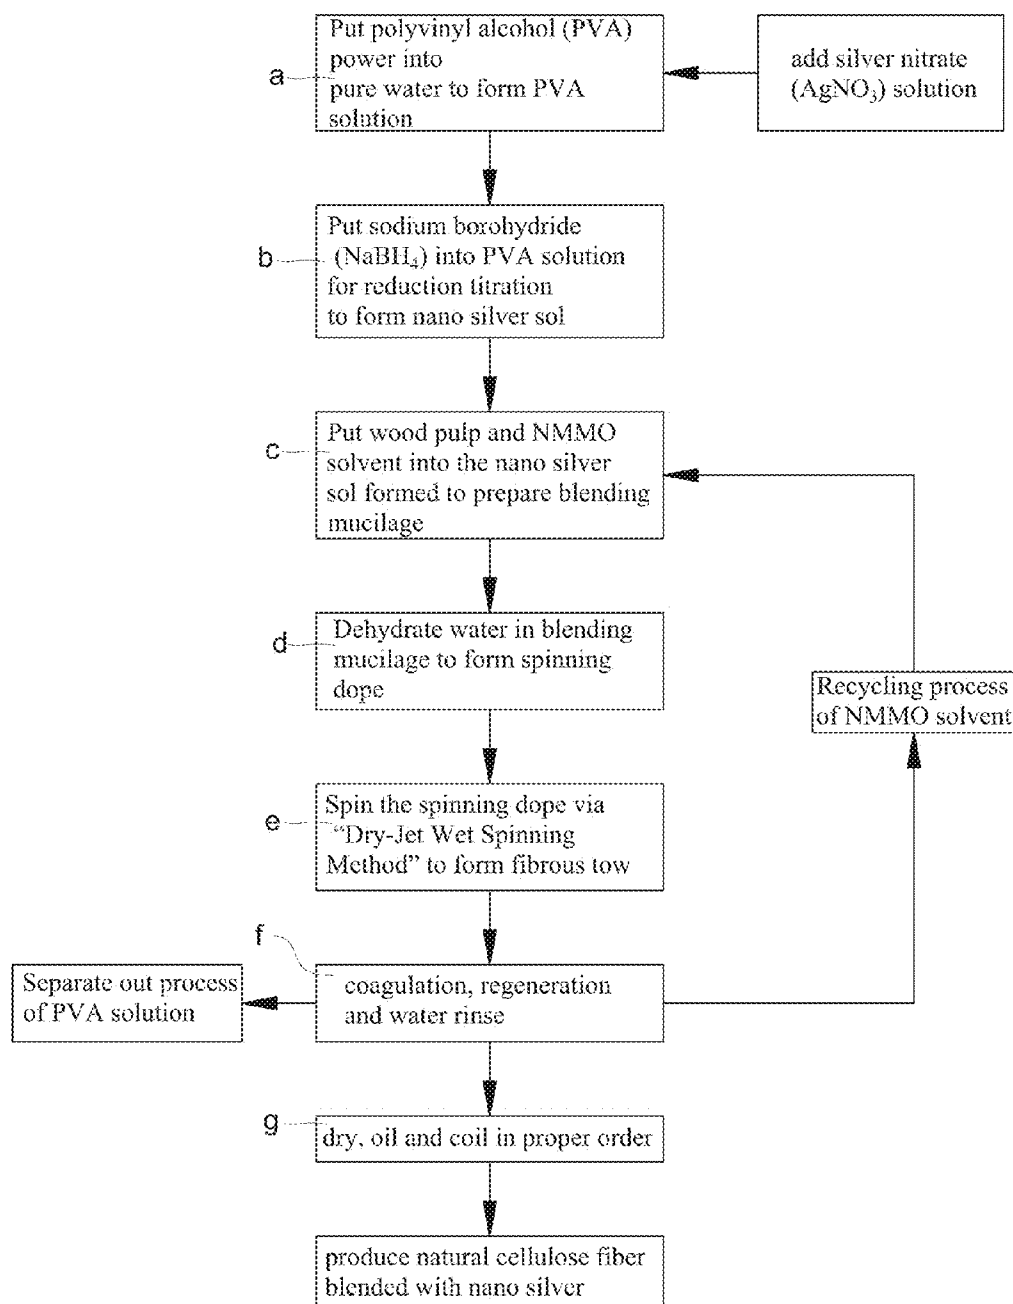 Put polyvinyl alcohol (PVA)
power into
pure water to form PVA
solution
a
add silver nitrate
(AgNO₃) solution
Put sodium borohydride
(NaBH₄) into PVA solution
for reduction titration
to form nano silver sol
b
Put wood pulp and NMMO
solvent into the nano silver
sol formed to prepare blending
mucilage
c
Dehydrate water in blending
mucilage to form spinning
dope
d
Recycling process
of NMMO solvent
Spin the spinning dope via
“Dry-Jet Wet Spinning
Method” to form fibrous tow
e
f
Separate out process
of PVA solution
coagulation, regeneration
and water rinse
g
dry, oil and coil in proper order
produce natural cellulose fiber
blended with nano silver